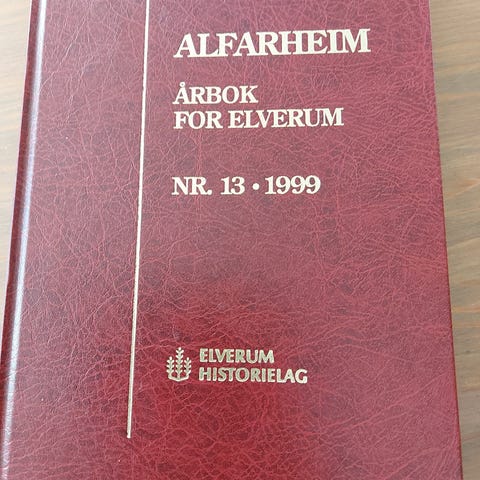 ALFARHEIM
ÅRBOK
FOR ELVERUM
NR. 13 • 1999
ELVERUM
HISTORIELAG